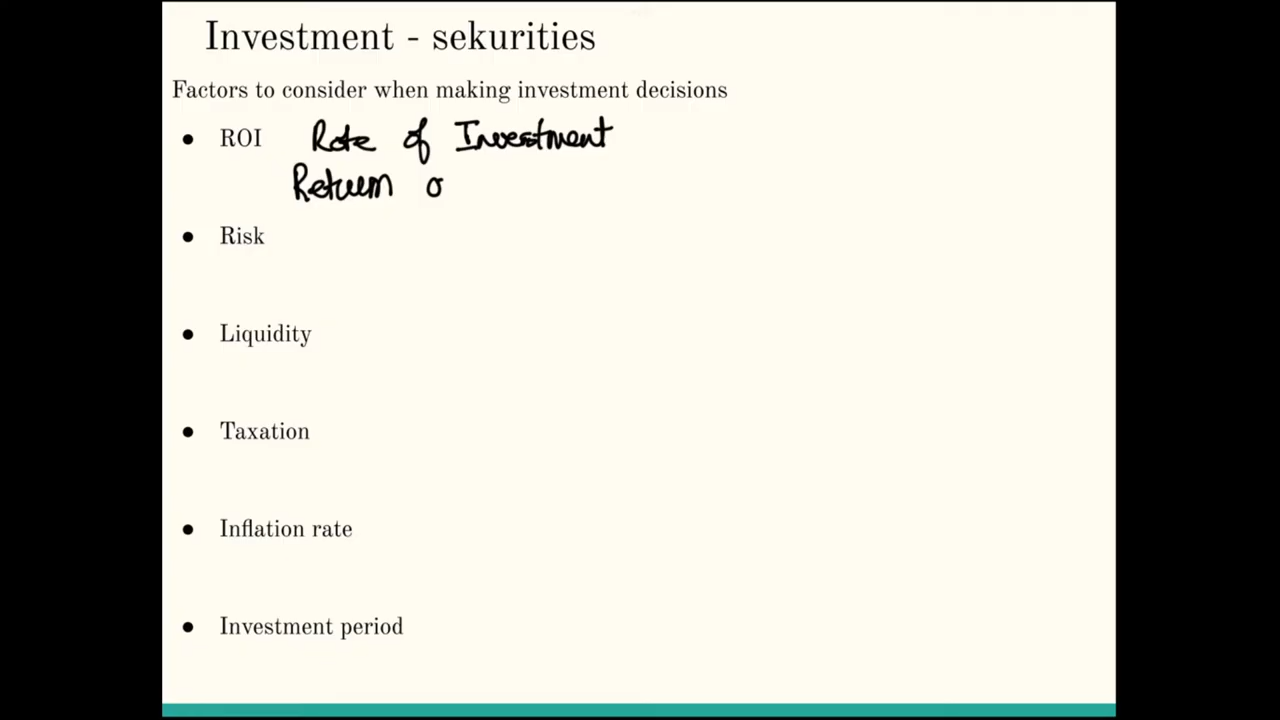 Investment - sekurities
Factors to consider when making investment decisions
• ROI Rate of Investment
Return o
• Risk
• Liquidity
• Taxation
• Inflation rate
• Investment period